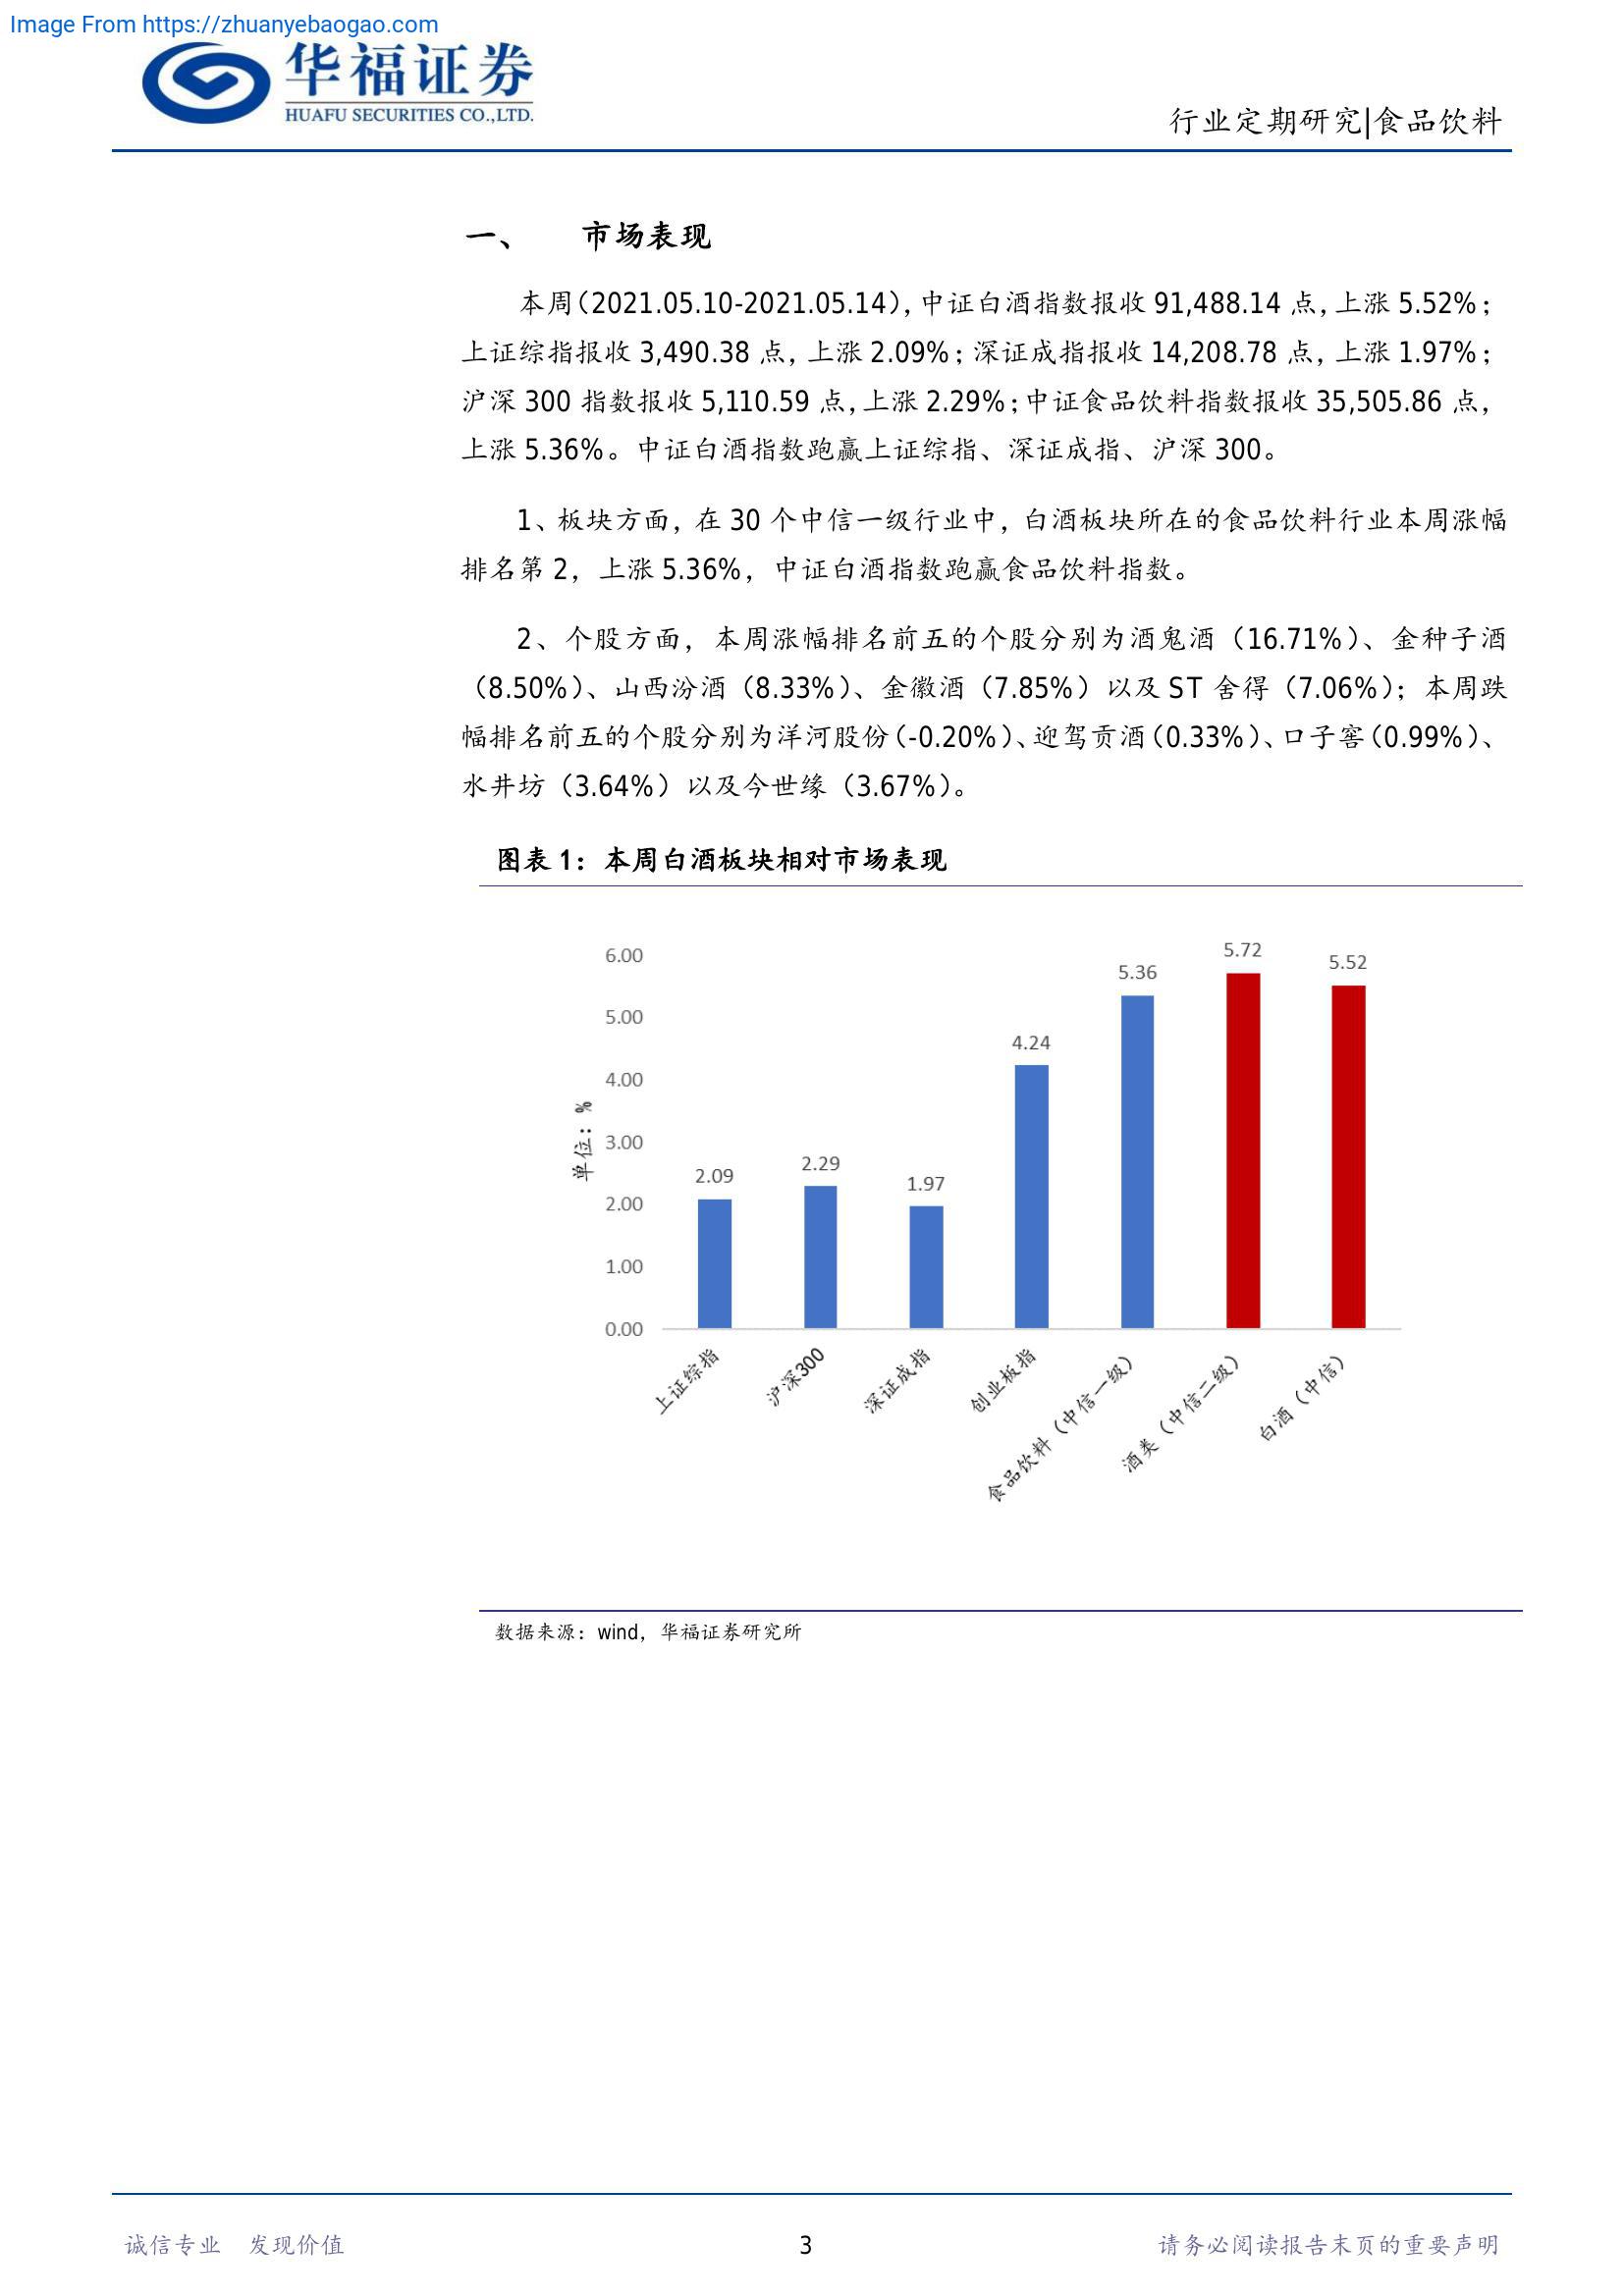 Image From https://zhuanyebaogao.com
华福证券
HUAFU SECURITIES CO.,LTD.
行业定期研究|食品饮料
一、 市场表现
本周（2021.05.10-2021.05.14），中证白酒指数报收 91,488.14 点，上涨 5.52%；
上证综指报收 3,490.38 点，上涨 2.09%；深证成指报收 14,208.78 点，上涨 1.97%；
沪深 300 指数报收 5,110.59 点，上涨 2.29%；中证食品饮料指数报收 35,505.86 点，
上涨 5.36%。中证白酒指数跑赢上证综指、深证成指、沪深 300。
1、板块方面，在 30 个中信一级行业中，白酒板块所在的食品饮料行业本周涨幅
排名第 2，上涨 5.36%，中证白酒指数跑赢食品饮料指数。
2、个股方面，本周涨幅排名前五的个股分别为酒鬼酒（16.71%）、金种子酒
（8.50%）、山西汾酒（8.33%）、金徽酒（7.85%）以及 ST 舍得（7.06%）；本周跌
幅排名前五的个股分别为洋河股份（-0.20%）、迎驾贡酒（0.33%）、口子窖（0.99%）、
水井坊（3.64%）以及今世缘（3.67%）。
图表 1：本周白酒板块相对市场表现
单位：%
6.00
5.00
4.00
3.00
2.00
1.00
0.00
2.09
2.29
1.97
4.24
5.36
5.72
5.52
上证综指
沪深300
深证成指
创业板指
食品饮料（中信一级）
酒类（中信二级）
白酒（中信）
数据来源：wind，华福证券研究所
诚信专业 发现价值
3
请务必阅读报告末页的重要声明